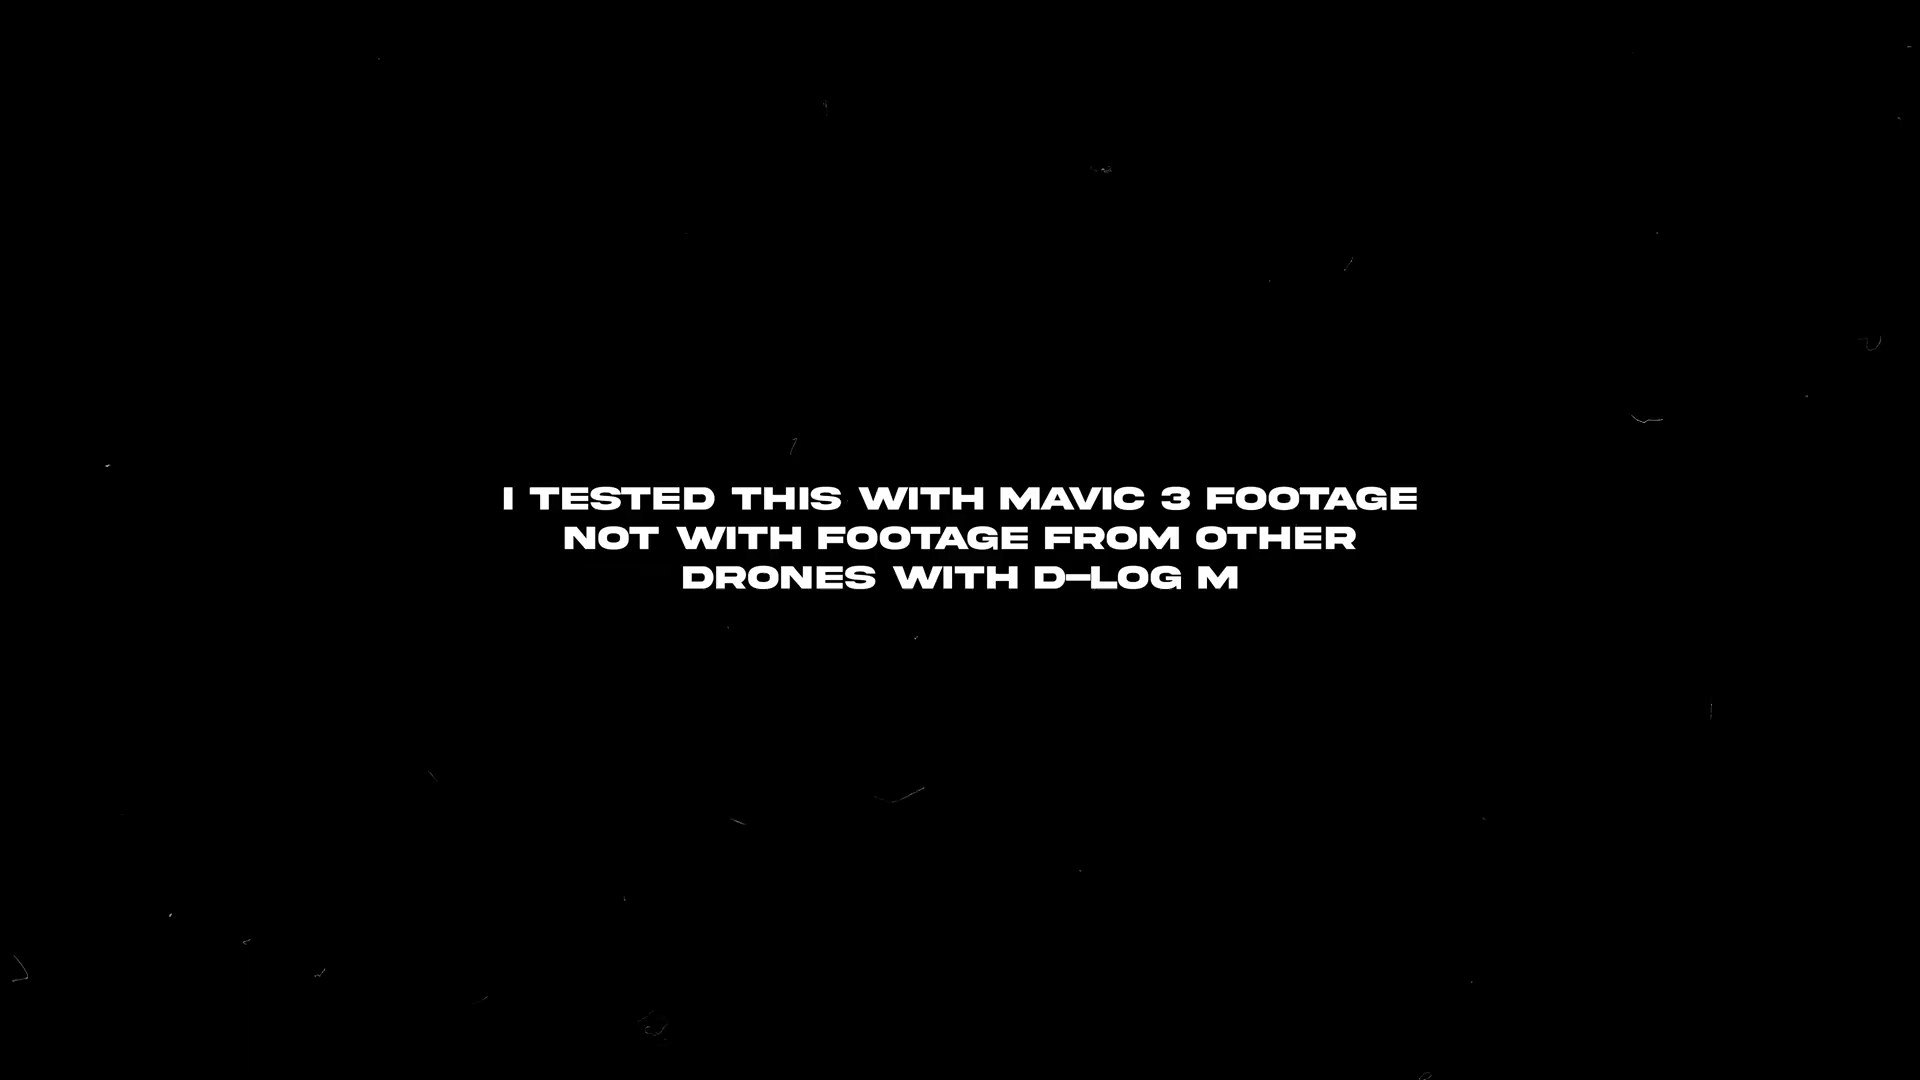 I TESTED THIS WITH MAVIC 3 FOOTAGE
NOT WITH FOOTAGE FROM OTHER
DRONES WITH D-LOG M